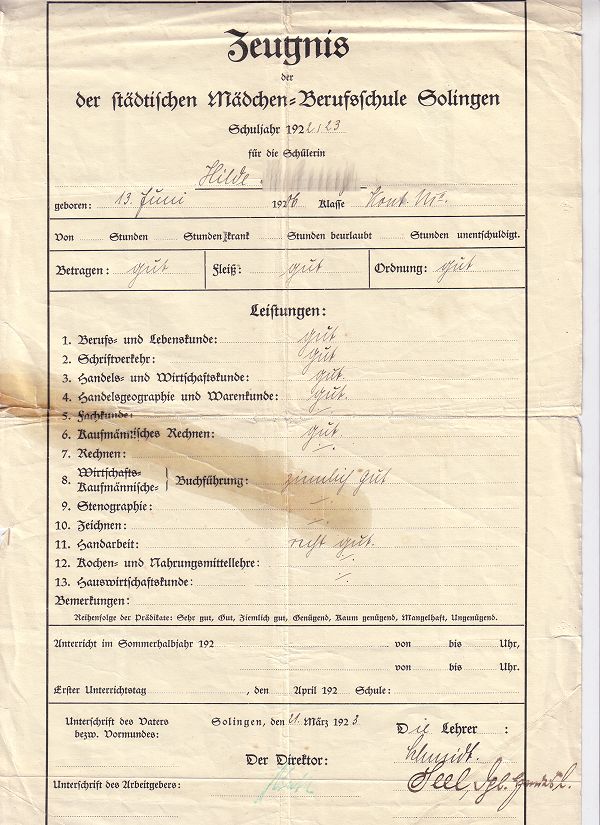 Zeugnis
der
der städtischen Mädchen=Berufsschule Solingen
Schuljahr 1922/23
für die Schülerin
Hilde
geboren: 13. Juni 1906 Klasse Kont.
Von Stunden Stunden krank Stunden beurlaubt Stunden unentschuldigt.
Betragen: gut Fleiß: gut Ordnung: gut
Leistungen:
1. Berufs- und Lebenskunde: gut
2. Schriftverkehr: gut
3. Handels- und Wirtschaftskunde: gut.
4. Handelsgeographie und Warenkunde: gut.
5. Fachkunde: -/-
6. Kaufmännisches Rechnen: gut.
7. Rechnen: -/-
8. Wirtschafts- Kaufmännische- Buchführung: ziemlich gut
9. Stenographie: -/-
10. Zeichnen: -/-
11. Handarbeit: recht gut.
12. Kochen- und Nahrungsmittellehre: -/-
13. Hauswirtschaftskunde: -/-
Bemerkungen:
Reihenfolge der Prädikate: Sehr gut, Gut, Ziemlich gut, Genügend, Kaum genügend, Mangelhaft, Ungenügend.
Unterricht im Sommerhalbjahr 192 von bis Uhr,
von bis Uhr.
Erster Unterrichtstag , den April 192 Schule:
Unterschrift des Vaters
bezw. Vormundes:
Solingen, den 21. März 1923
Die Lehrer :
Der Direktor:
Schmidt.
Unterschrift des Arbeitgebers:
Seel, Dpl.